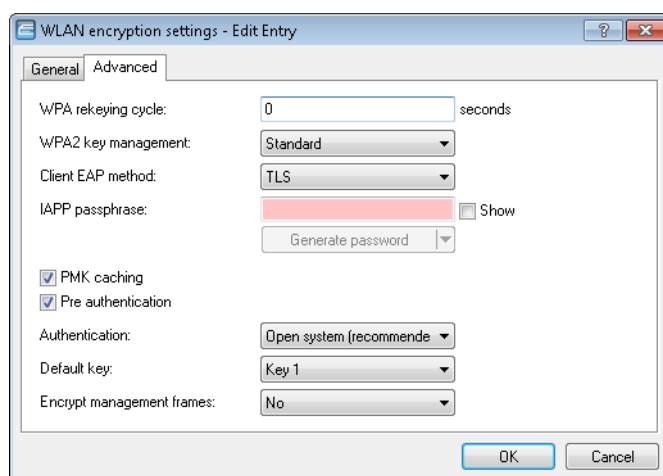 WLAN encryption settings - Edit Entry
?
General Advanced
WPA rekeying cycle: 0 seconds
WPA2 key management: Standard
Client EAP method: TLS
IAPP passphrase: Show
Generate password
PMK caching
Pre authentication
Authentication: Open system (recommende
Default key: Key 1
Encrypt management frames: No
OK Cancel